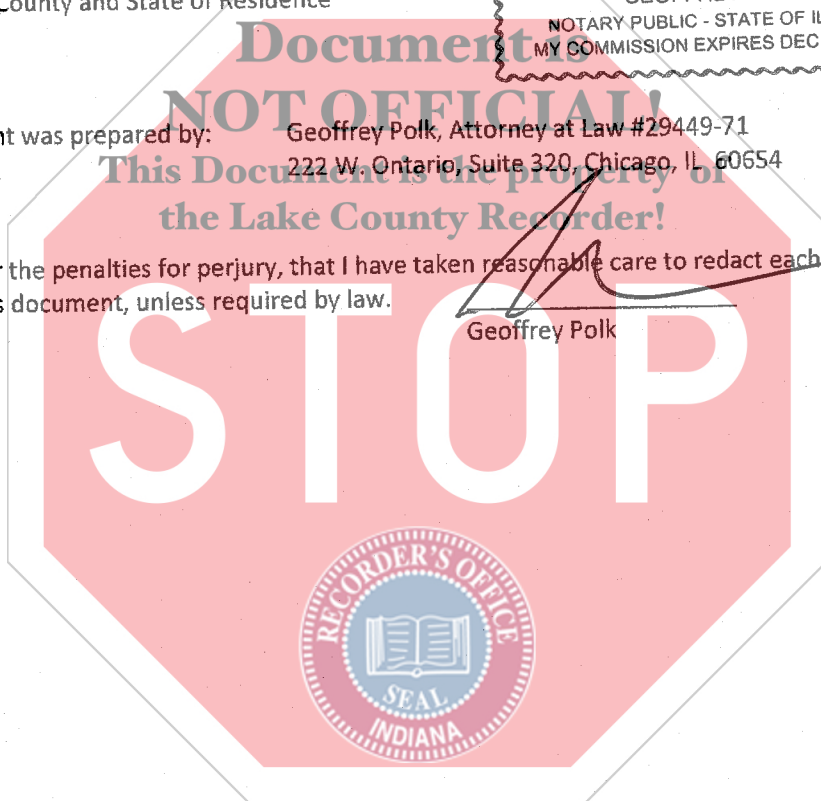 County and State of Residence
NOTARY PUBLIC - STATE OF IL
MY COMMISSION EXPIRES DEC
Document is
NOT OFFICIAL!
This Document is the property of
the Lake County Recorder!
nt was prepared by: Geoffrey Polk, Attorney at Law #29449-71
222 W. Ontario, Suite 320, Chicago, IL 60654
the penalties for perjury, that I have taken reasonable care to redact each
s document, unless required by law.
Geoffrey Polk
STOP
RECORDER'S OFFICE
SEAL
INDIANA